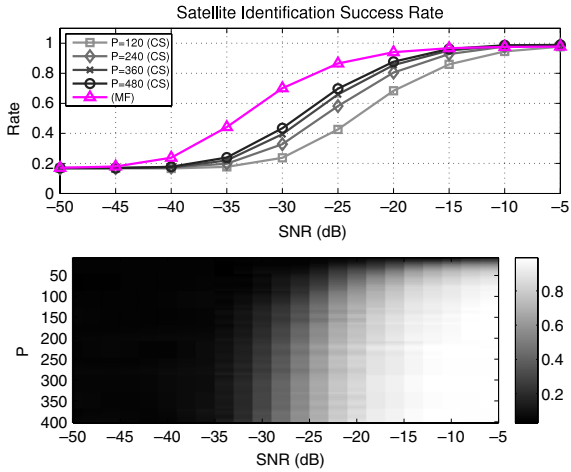 Satellite Identification Success Rate
P=120 (CS)
P=240 (CS)
P=360 (CS)
P=480 (CS)
(MF)
1
0.8
0.6
0.4
0.2
0
Rate
−50 −45 −40 −35 −30 −25 −20 −15 −10 −5
SNR (dB)
50
100
150
200
250
300
350
400
P
−50 −45 −40 −35 −30 −25 −20 −15 −10 −5
SNR (dB)
0.8
0.6
0.4
0.2